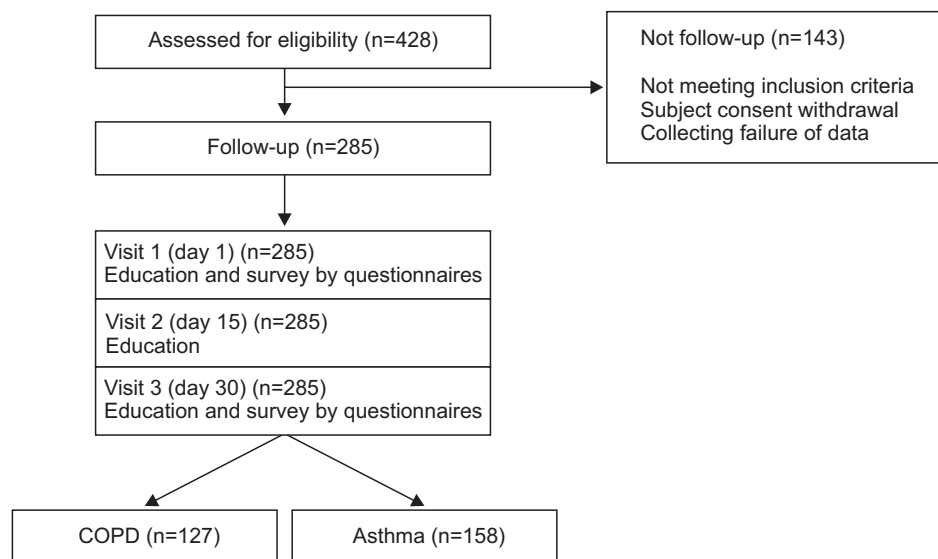 Assessed for eligibility (n=428)
Not follow-up (n=143)
Not meeting inclusion criteria
Subject consent withdrawal
Collecting failure of data
Follow-up (n=285)
Visit 1 (day 1) (n=285)
Education and survey by questionnaires
Visit 2 (day 15) (n=285)
Education
Visit 3 (day 30) (n=285)
Education and survey by questionnaires
COPD (n=127)
Asthma (n=158)